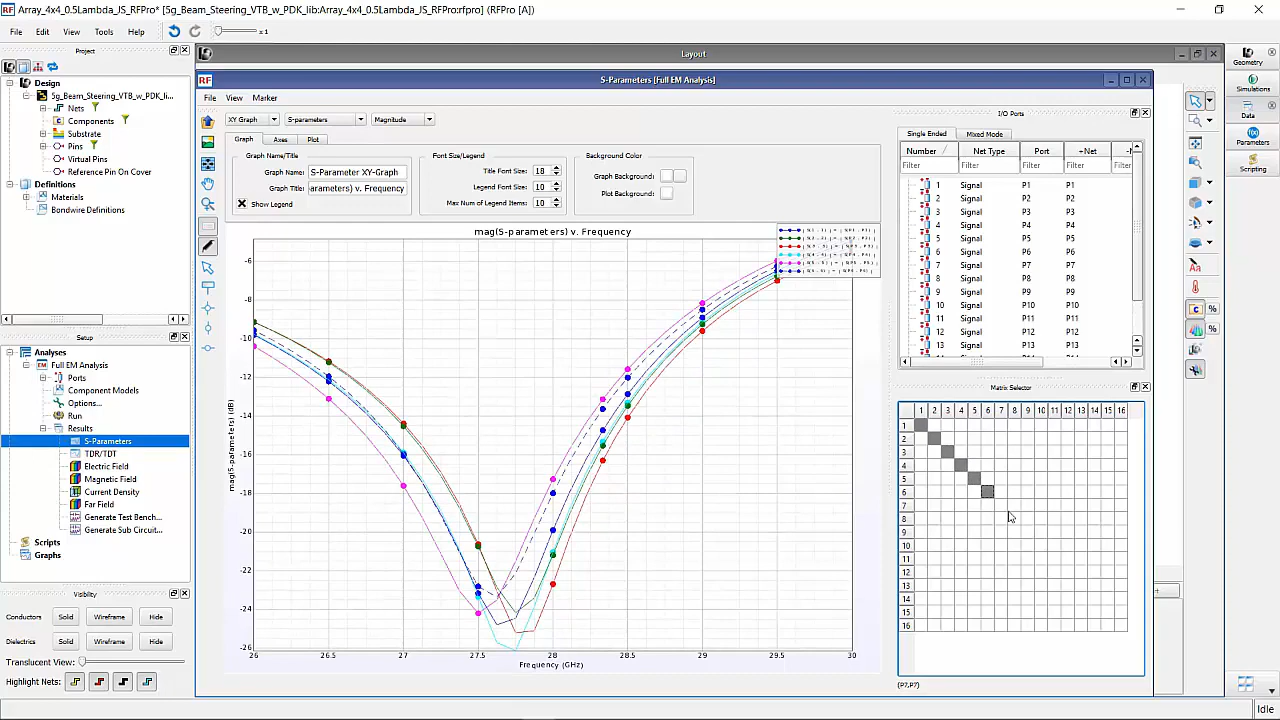 Array_4x4_0.5Lambda_JS_RFPro* [5g_Beam_Steering_VTB_w_PDK_lib:Array_4x4_0.5Lambda_JS_RFPro:rfpro] (RFPro [A])
File Edit View Tools Help
x 1
Project
Design
5g_Beam_Steering_VTB_w_PDK_li...
Nets
Components
Substrate
Pins
Virtual Pins
Reference Pin On Cover
Definitions
Materials
Bondwire Definitions
Setup
Analyses
Full EM Analysis
Ports
Component Models
Options...
Run
Results
S-Parameters
TDR/TDT
Electric Field
Magnetic Field
Current Density
Far Field
Generate Test Bench...
Generate Sub Circuit...
Scripts
Graphs
Visibility
Conductors Solid Wireframe Hide
Dielectrics Solid Wireframe Hide
Translucent View:
Highlight Nets:
Layout
RF S-Parameters [Full EM Analysis]
File View Marker
XY Graph S-parameters Magnitude
Graph Axes Plot
Graph Name/Title
Graph Name: S-Parameter XY-Graph
Graph Title: arameters) v. Frequency
Show Legend
Font Size/Legend
Title Font Size: 18
Legend Font Size: 10
Max Num of Legend Items: 10
Background Color
Graph Background:
Plot Background:
mag(S-parameters) v. Frequency
mag(S-parameters) (dB)
-6
-8
-10
-12
-14
-16
-18
-20
-22
-24
-26
26 26.5 27 27.5 28 28.5 29 29.5 30
Frequency (GHz)
I/O Ports
Single Ended Mixed Mode
Number Net Type Port +Net
Filter Filter Filter Filter Filter
1 Signal P1 P1
2 Signal P2 P2
3 Signal P3 P3
4 Signal P4 P4
5 Signal P5 P5
6 Signal P6 P6
7 Signal P7 P7
8 Signal P8 P8
9 Signal P9 P9
10 Signal P10 P10
11 Signal P11 P11
12 Signal P12 P12
13 Signal P13 P13
Matrix Selector
1 2 3 4 5 6 7 8 9 10 11 12 13 14 15 16
1
2
3
4
5
6
7
8
9
10
11
12
13
14
15
16
(P7,P7)
Geometry
Simulations
Data
Parameters
Scripting
Idle